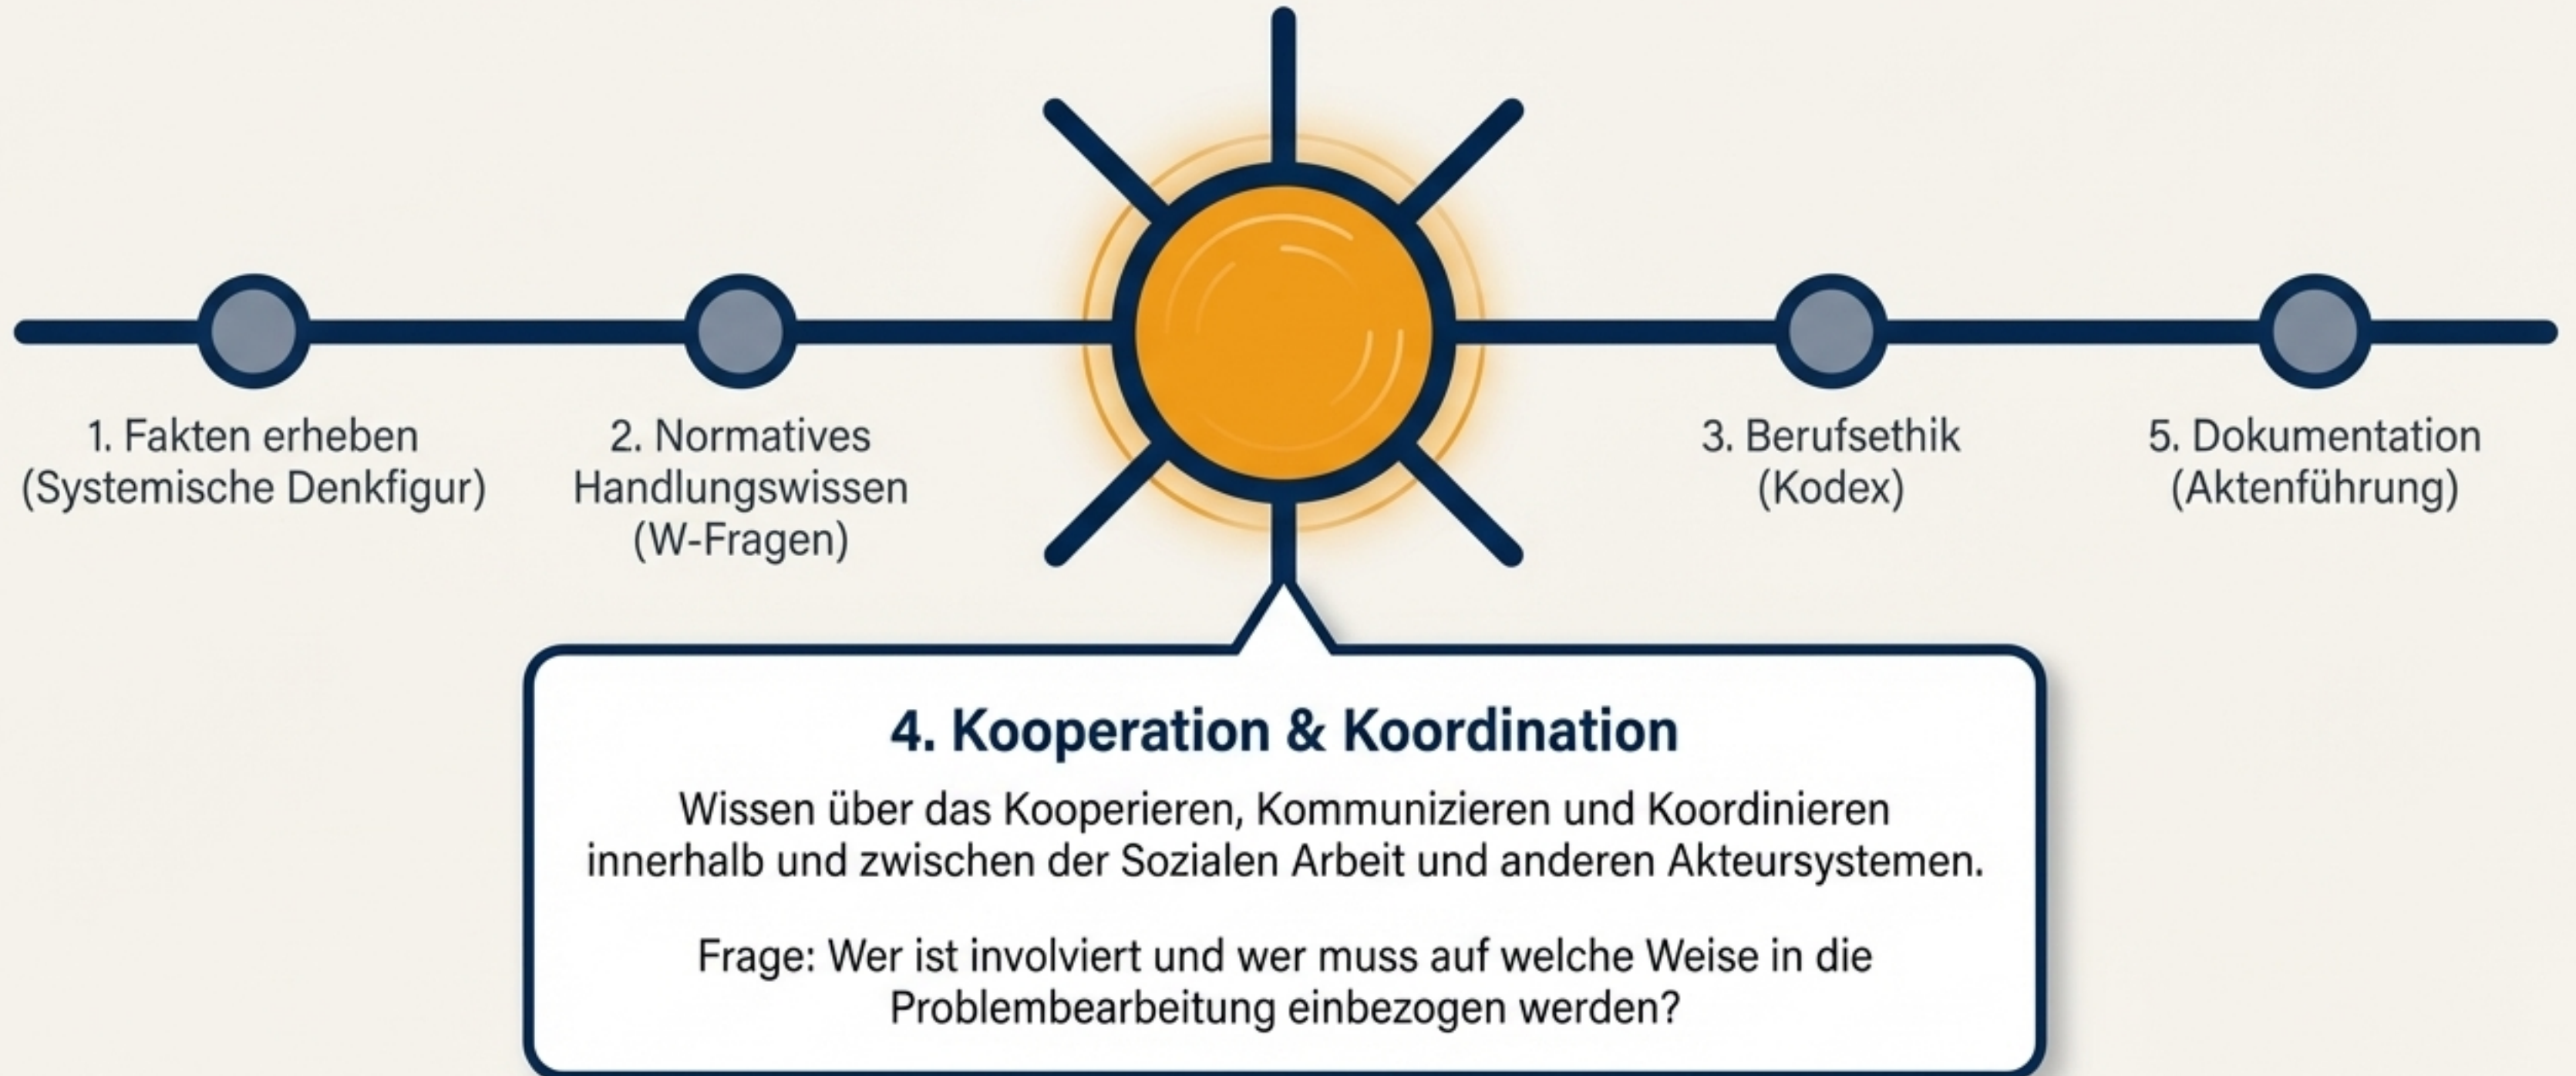 1. Fakten erheben
(Systemische Denkfigur)
2. Normatives
Handlungswissen
(W-Fragen)
3. Berufsethik
(Kodex)
5. Dokumentation
(Aktenführung)
4. Kooperation & Koordination
Wissen über das Kooperieren, Kommunizieren und Koordinieren
innerhalb und zwischen der Sozialen Arbeit und anderen Akteursystemen.
Frage: Wer ist involviert und wer muss auf welche Weise in die
Problembearbeitung einbezogen werden?